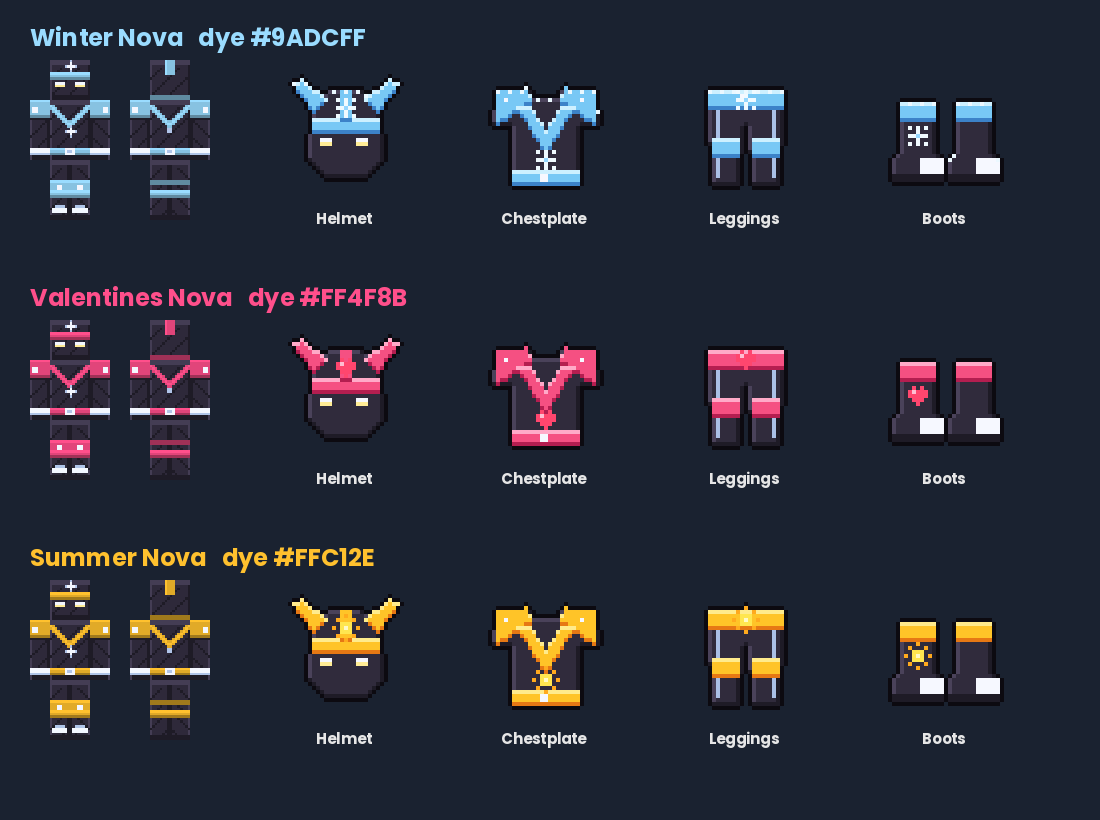 Winter Nova dye #9ADCFF
Helmet Chestplate Leggings Boots
Valentines Nova dye #FF4F8B
Helmet Chestplate Leggings Boots
Summer Nova dye #FFC12E
Helmet Chestplate Leggings Boots